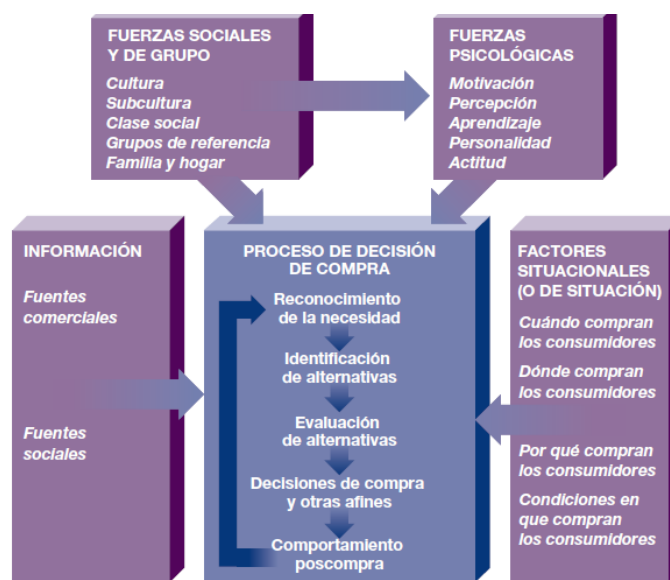 FUERZAS SOCIALES
Y DE GRUPO
Cultura
Subcultura
Clase social
Grupos de referencia
Familia y hogar
FUERZAS
PSICOLÓGICAS
Motivación
Percepción
Aprendizaje
Personalidad
Actitud
INFORMACIÓN
Fuentes
comerciales
Fuentes
sociales
PROCESO DE DECISIÓN
DE COMPRA
Reconocimiento
de la necesidad
Identificación
de alternativas
Evaluación
de alternativas
Decisiones de compra
y otras afines
Comportamiento
poscompra
FACTORES
SITUACIONALES
(O DE SITUACIÓN)
Cuándo compran
los consumidores
Dónde compran
los consumidores
Por qué compran
los consumidores
Condiciones en
que compran
los consumidores